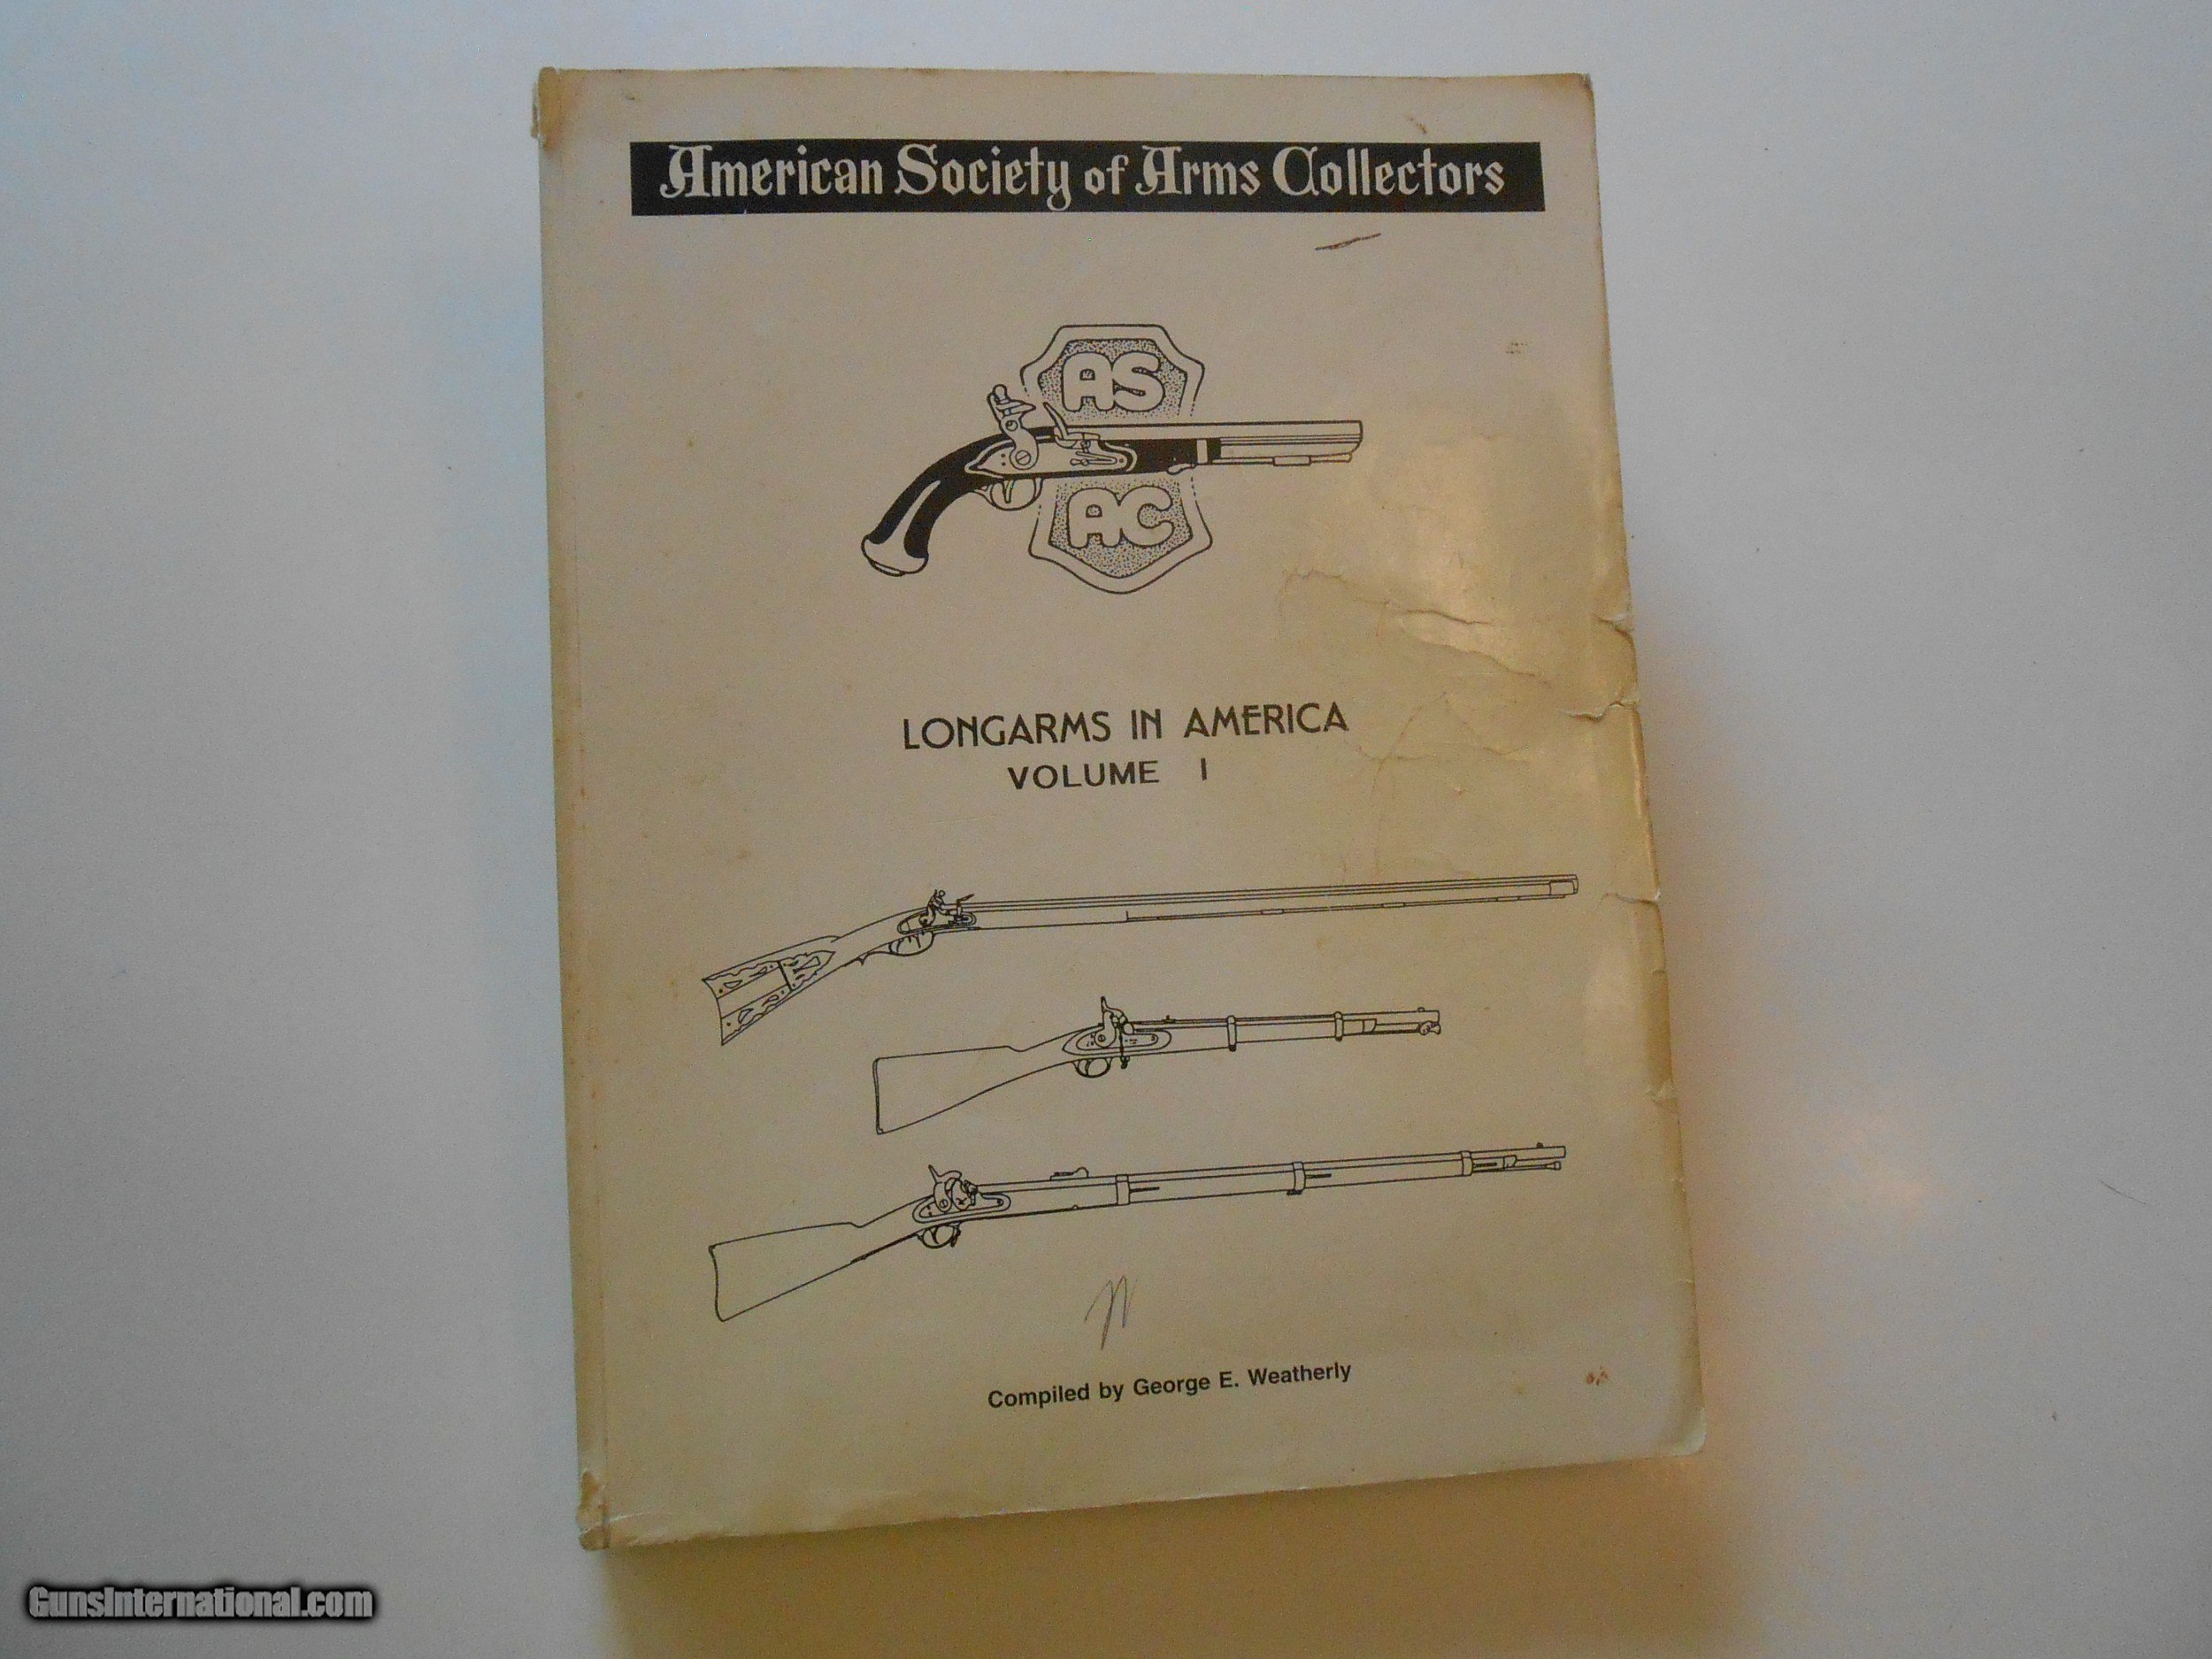 American Society of Arms Collectors
AS
AC
LONGARMS IN AMERICA
VOLUME I
Compiled by George E. Weatherly
GunsInternational.com